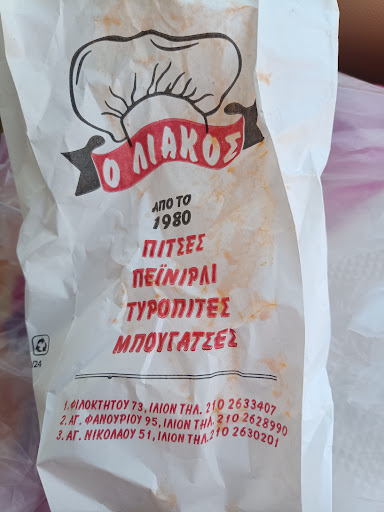 Ο ΛΙΑΚΟΣ
ΑΠΟ ΤΟ
1980
ΠΙΤΣΕΣ
ΠΕΪΝΙΡΛΙ
ΤΥΡΟΠΙΤΕΣ
ΜΠΟΥΓΑΤΣΕΣ
/24
1. ΦΙΛΟΚΤΗΤΟΥ 73, ΙΛΙΟΝ ΤΗΛ. 210 2633407
2. ΑΓ. ΦΑΝΟΥΡΙΟΥ 95, ΙΛΙΟΝ ΤΗΛ. 210 2628990
3. ΑΓ. ΝΙΚΟΛΑΟΥ 51, ΙΛΙΟΝ ΤΗΛ. 210 2630201